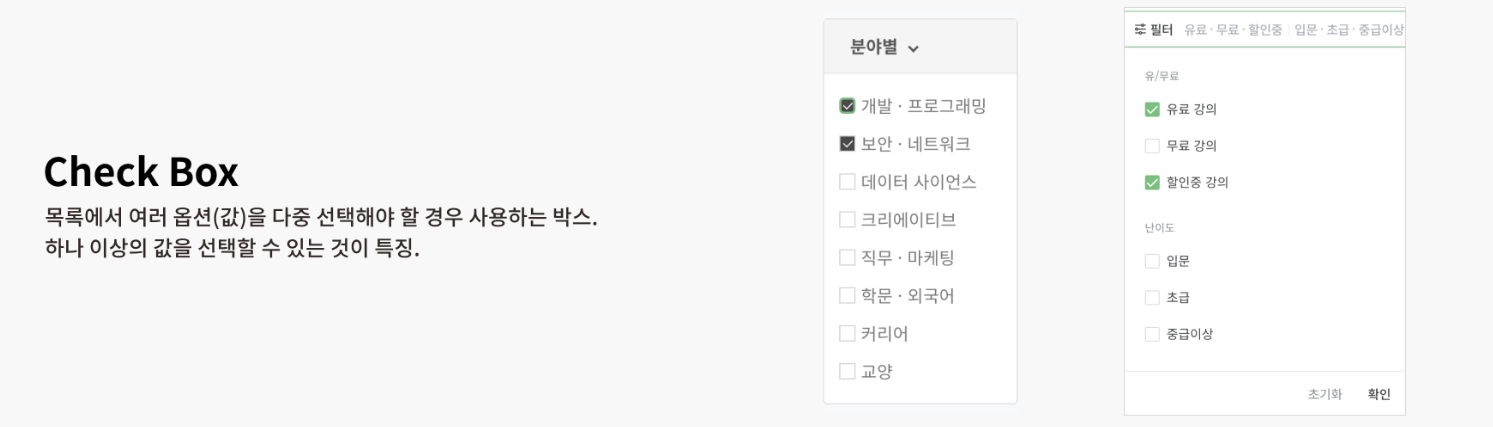 Check Box
목록에서 여러 옵션(값)을 다중 선택해야 할 경우 사용하는 박스.
하나 이상의 값을 선택할 수 있는 것이 특징.
분야별
개발 · 프로그래밍
보안 · 네트워크
데이터 사이언스
크리에이티브
직무 · 마케팅
학문 · 외국어
커리어
교양
필터 유료 · 무료 · 할인중 | 입문 · 초급 · 중급이상
유/무료
유료 강의
무료 강의
할인중 강의
난이도
입문
초급
중급이상
초기화 확인